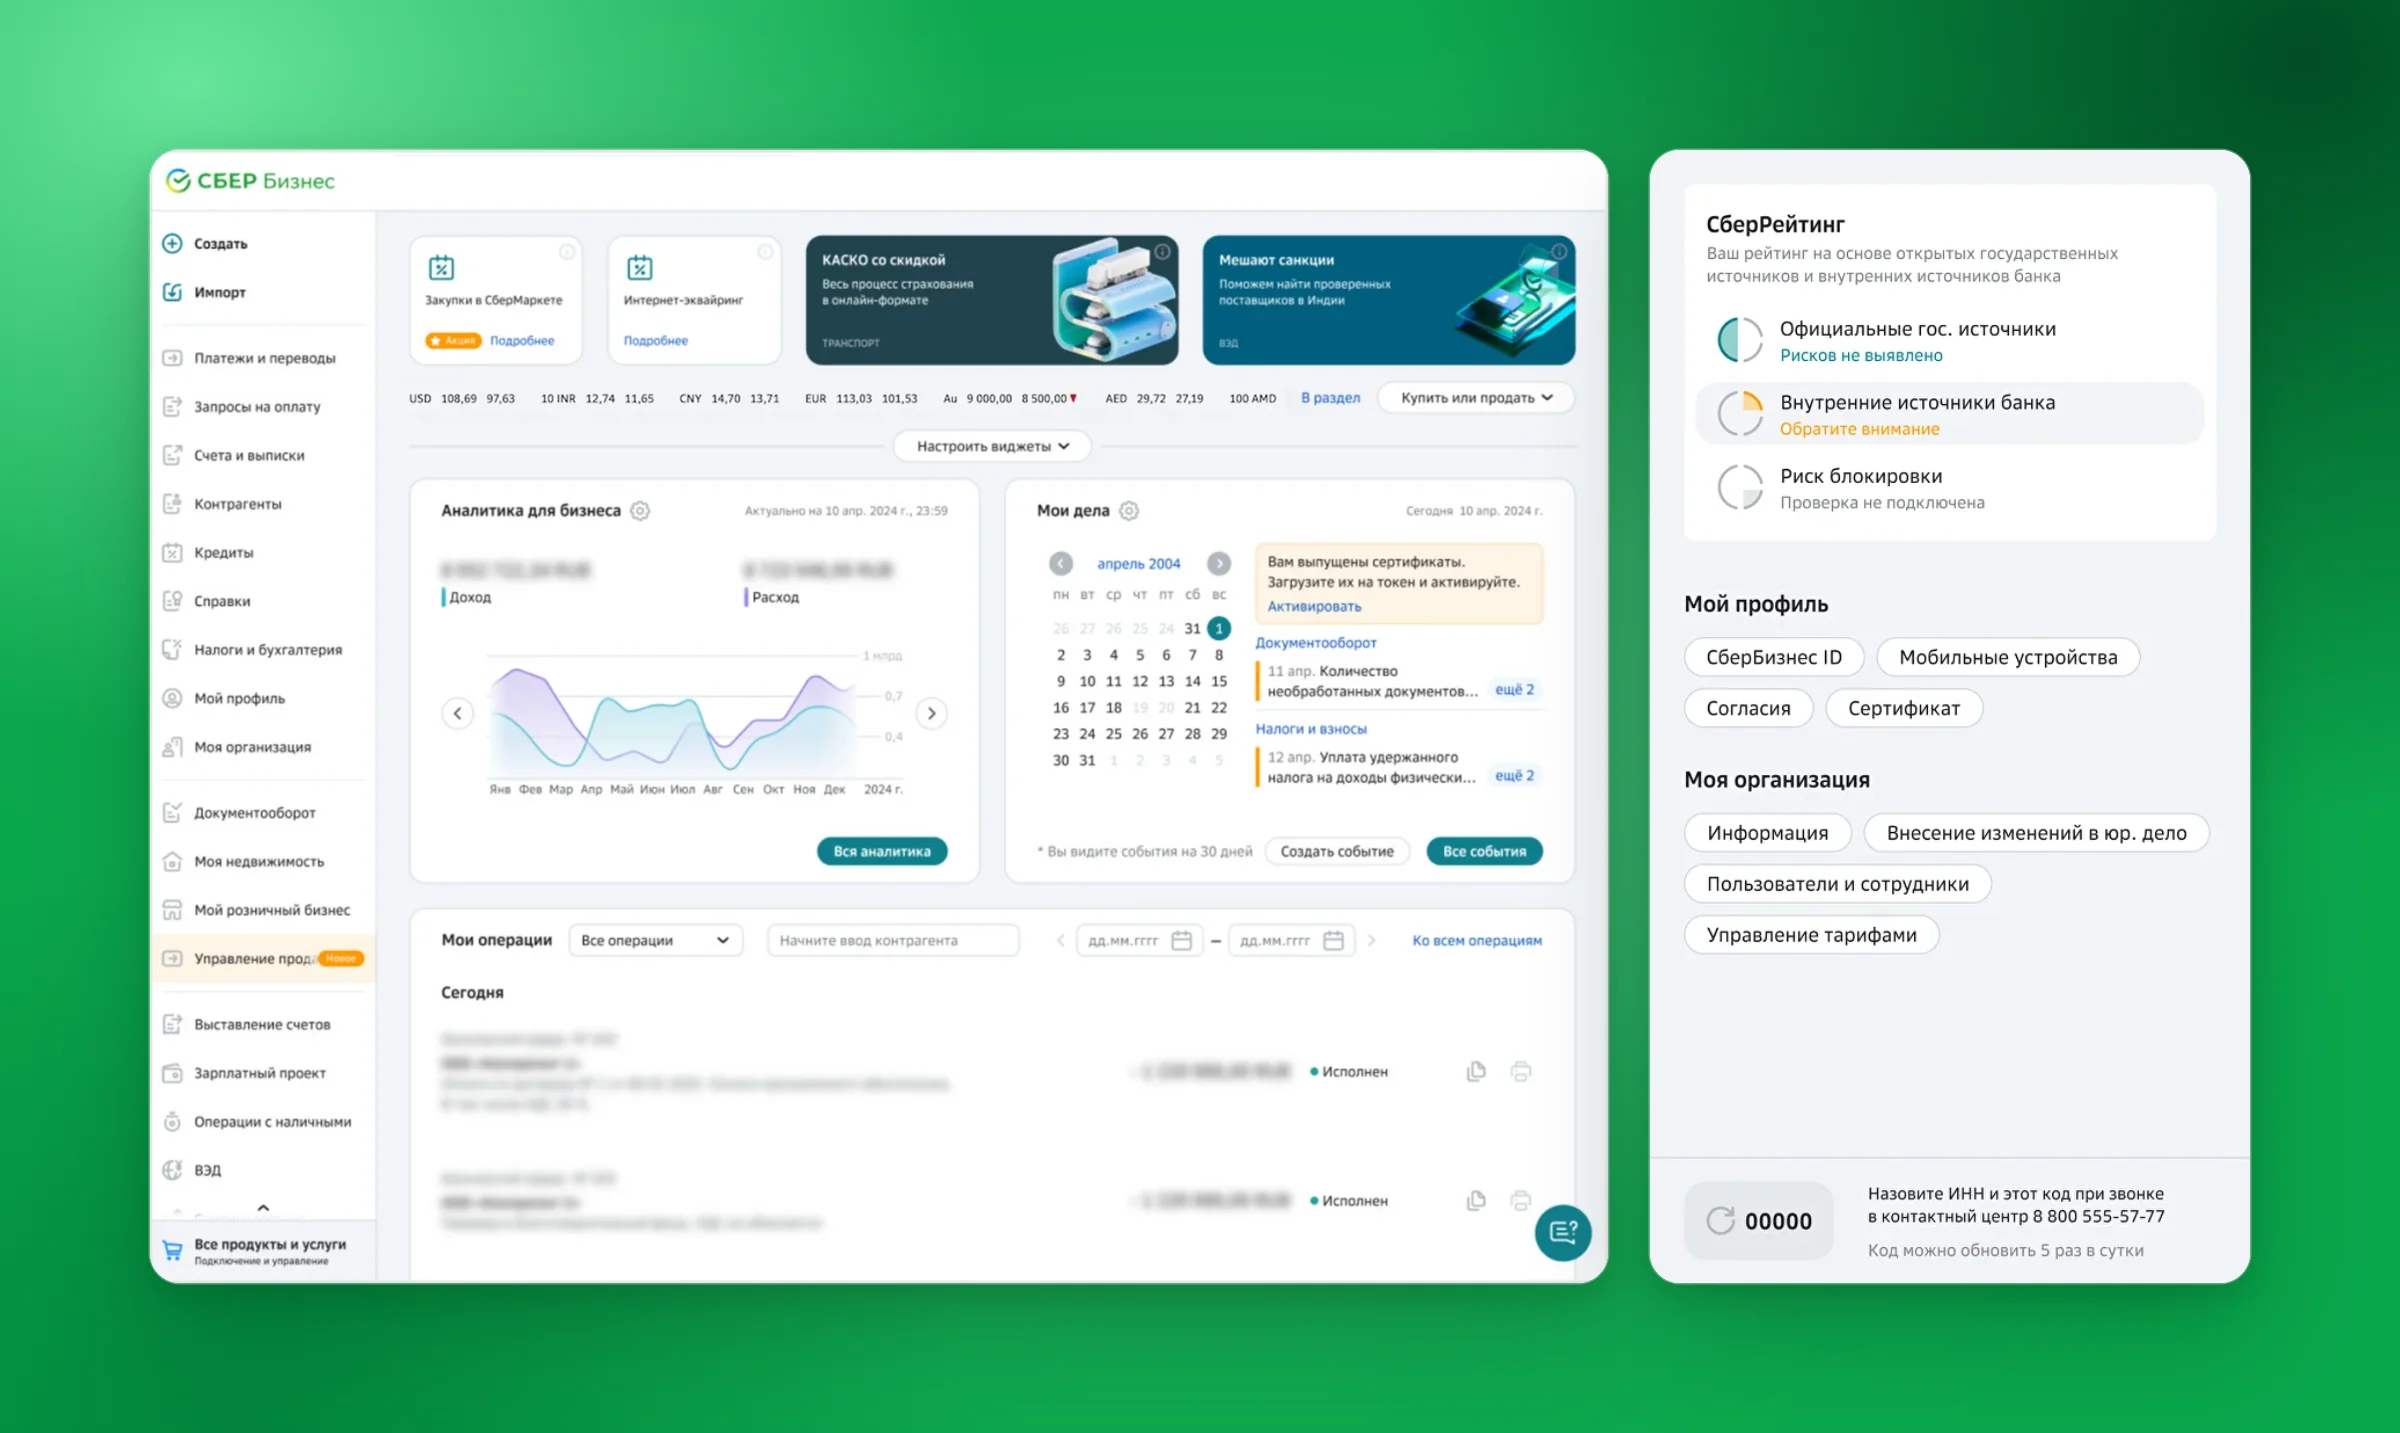 СБЕР Бизнес
Создать
Импорт
Платежи и переводы
Запросы на оплату
Счета и выписки
Контрагенты
Кредиты
Справки
Налоги и бухгалтерия
Мой профиль
Моя организация
Документооборот
Моя недвижимость
Мой розничный бизнес
Управление прода Новое
Выставление счетов
Зарплатный проект
Операции с наличными
ВЭД
Все продукты и услуги
Подключение и управление
Закупки в СберМаркете
Акция Подробнее
Интернет-эквайринг
Подробнее
КАСКО со скидкой
Весь процесс страхования
в онлайн-формате
ТРАНСПОРТ
Мешают санкции
Поможем найти проверенных
поставщиков в Индии
ВЭД
USD 108,69 97,63 10 INR 12,74 11,65 CNY 14,70 13,71 EUR 113,03 101,53 Au 9 000,00 8 500,00 AED 29,72 27,19 100 AMD В раздел Купить или продать
Настроить виджеты
Аналитика для бизнеса Актуально на 10 апр. 2024 г., 23:59
Доход Расход
1 млрд
0,7
0,4
Янв Фев Мар Апр Май Июн Июл Авг Сен Окт Ноя Дек 2024 г.
Вся аналитика
Мои дела Сегодня 10 апр. 2024 г.
апрель 2004
пн вт ср чт пт сб вс
26 27 26 25 24 31 1
2 3 4 5 6 7 8
9 10 11 12 13 14 15
16 17 18 19 20 21 22
23 24 25 26 27 28 29
30 31 1 2 3 4 5
Вам выпущены сертификаты.
Загрузите их на токен и активируйте.
Активировать
Документооборот
11 апр. Количество
необработанных документов... ещё 2
Налоги и взносы
12 апр. Уплата удержанного
налога на доходы физически... ещё 2
* Вы видите события на 30 дней Создать событие Все события
Мои операции Все операции Начните ввод контрагента дд.мм.гггг – дд.мм.гггг Ко всем операциям
Сегодня
Исполнен
Исполнен
СберРейтинг
Ваш рейтинг на основе открытых государственных
источников и внутренних источников банка
Официальные гос. источники
Рисков не выявлено
Внутренние источники банка
Обратите внимание
Риск блокировки
Проверка не подключена
Мой профиль
СберБизнес ID Мобильные устройства
Согласия Сертификат
Моя организация
Информация Внесение изменений в юр. дело
Пользователи и сотрудники
Управление тарифами
00000
Назовите ИНН и этот код при звонке
в контактный центр 8 800 555-57-77
Код можно обновить 5 раз в сутки